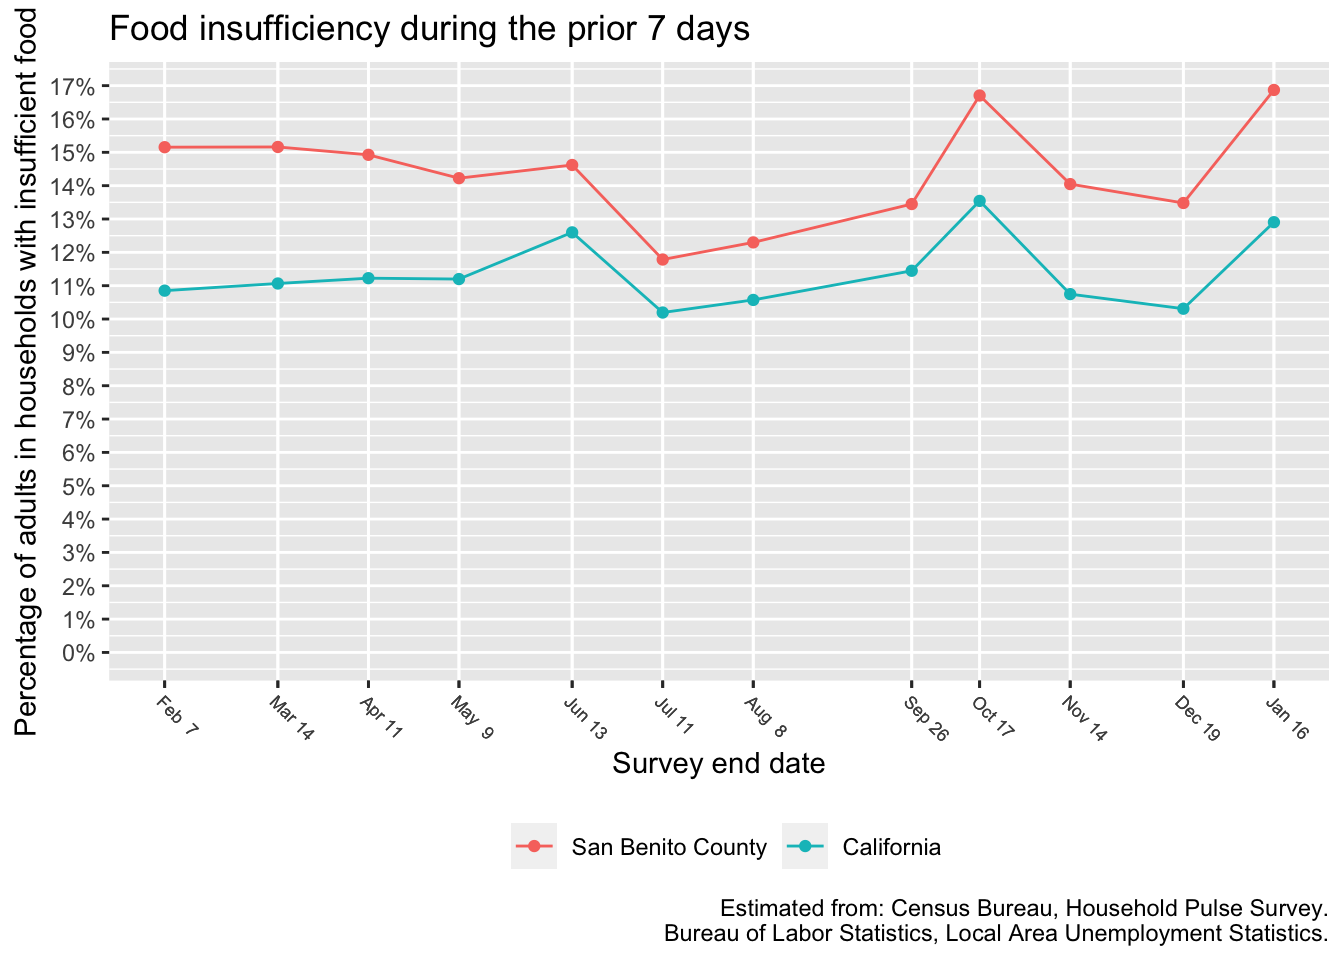 Food insufficiency during the prior 7 days
Percentage of adults in households with insufficient food
17%
16%
15%
14%
13%
12%
11%
10%
9%
8%
7%
6%
5%
4%
3%
2%
1%
0%
Feb 7
Mar 14
Apr 11
May 9
Jun 13
Jul 11
Aug 8
Sep 26
Oct 17
Nov 14
Dec 19
Jan 16
Survey end date
San Benito County
California
Estimated from: Census Bureau, Household Pulse Survey.
Bureau of Labor Statistics, Local Area Unemployment Statistics.